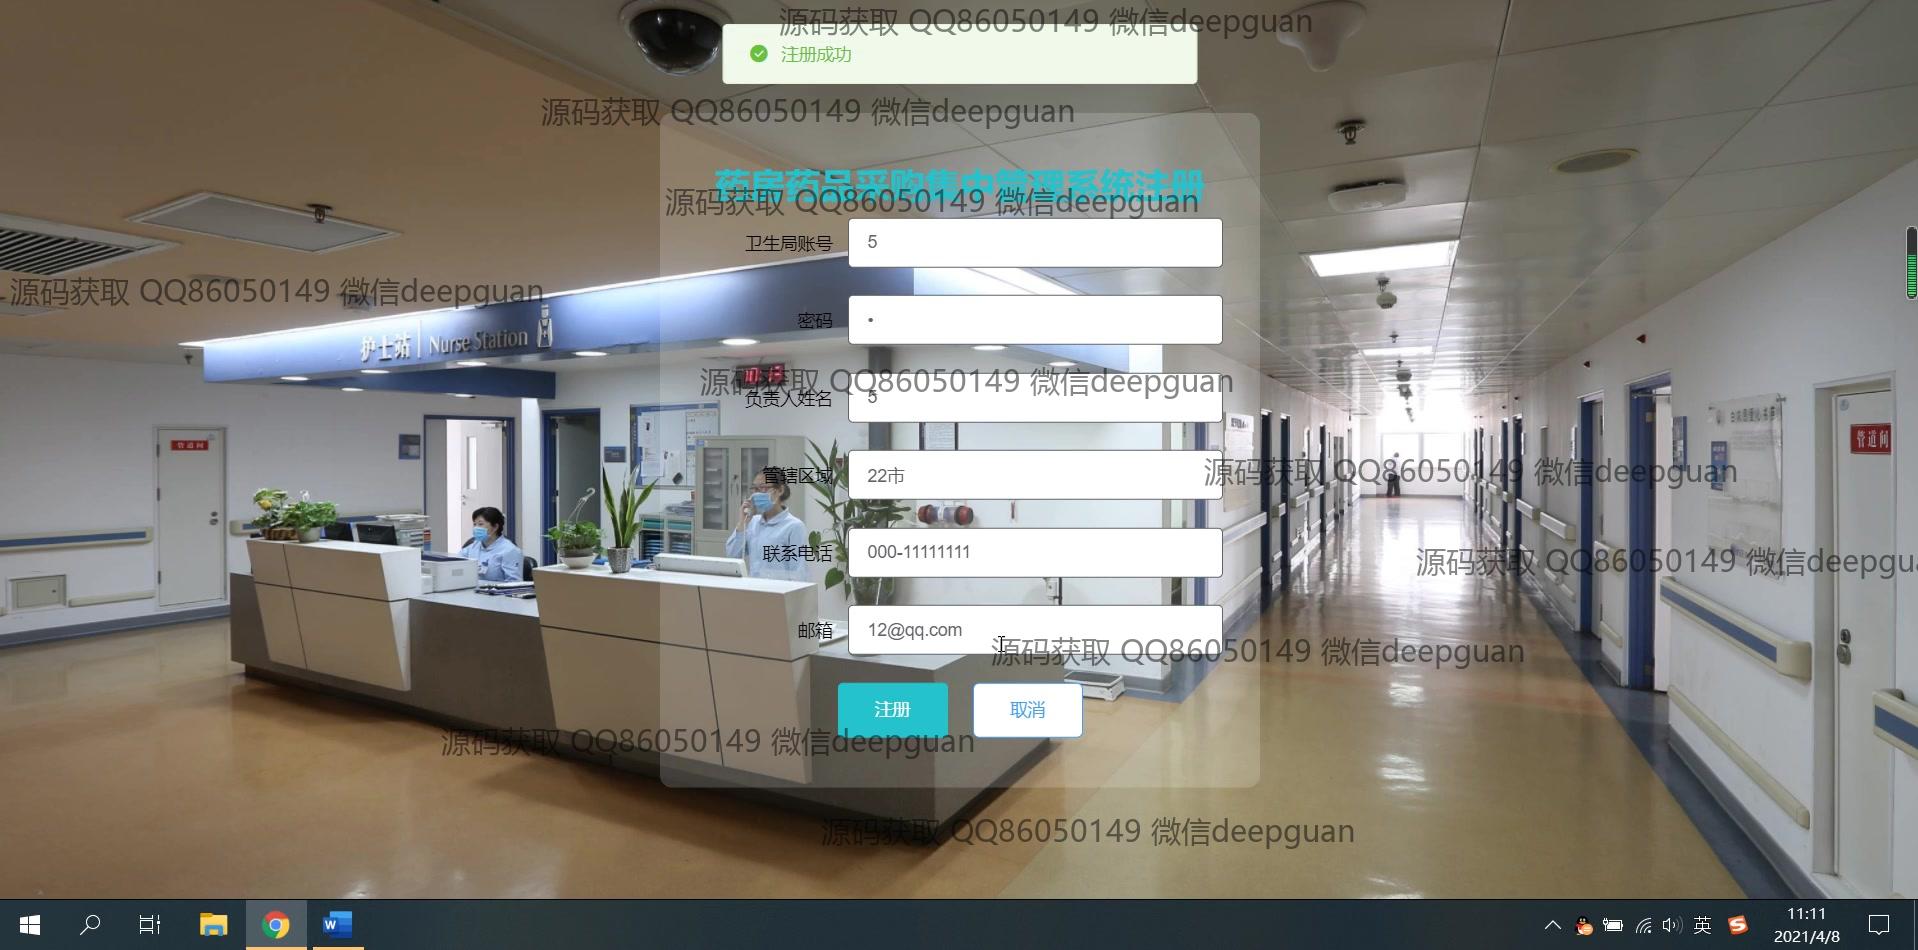 源码获取 QQ86050149 微信deepguan
注册成功
源码获取 QQ86050149 微信deepguan
药房药品采购集中管理系统注册
源码获取 QQ86050149 微信deepguan
卫生局账号 5
源码获取 QQ86050149 微信deepguan
密码 •
护士站 Nurse Station
源码获取 QQ86050149 微信deepguan
负责人姓名 5
管道间
管道间
管辖区域 22市
源码获取 QQ86050149 微信deepguan
联系电话 000-11111111
源码获取 QQ86050149 微信deepgu
邮箱 12@qq.com
源码获取 QQ86050149 微信deepguan
注册 取消
源码获取 QQ86050149 微信deepguan
源码获取 QQ86050149 微信deepguan
英
11:11
2021/4/8